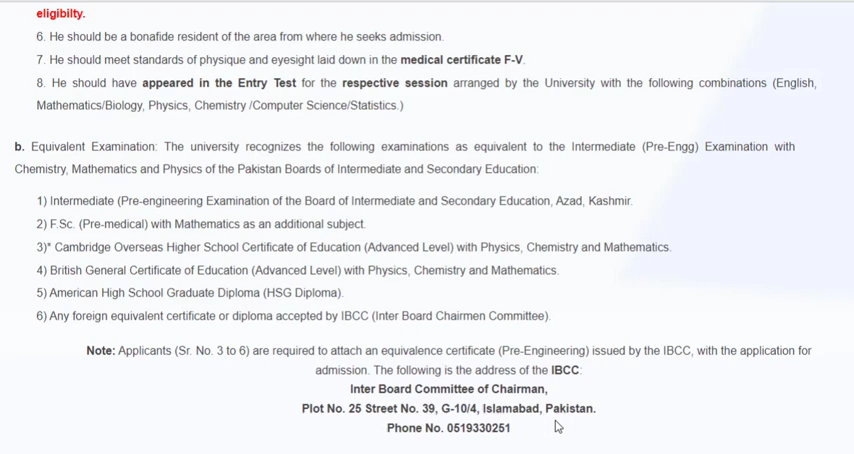 eligibilty.
6. He should be a bonafide resident of the area from where he seeks admission.
7. He should meet standards of physique and eyesight laid down in the medical certificate F-V.
8. He should have appeared in the Entry Test for the respective session arranged by the University with the following combinations (English,
Mathematics/Biology, Physics, Chemistry /Computer Science/Statistics.)
b. Equivalent Examination: The university recognizes the following examinations as equivalent to the Intermediate (Pre-Engg) Examination with
Chemistry, Mathematics and Physics of the Pakistan Boards of Intermediate and Secondary Education:
1) Intermediate (Pre-engineering Examination of the Board of Intermediate and Secondary Education, Azad, Kashmir.
2) F.Sc. (Pre-medical) with Mathematics as an additional subject.
3)* Cambridge Overseas Higher School Certificate of Education (Advanced Level) with Physics, Chemistry and Mathematics.
4) British General Certificate of Education (Advanced Level) with Physics, Chemistry and Mathematics.
5) American High School Graduate Diploma (HSG Diploma).
6) Any foreign equivalent certificate or diploma accepted by IBCC (Inter Board Chairmen Committee).
Note: Applicants (Sr. No. 3 to 6) are required to attach an equivalence certificate (Pre-Engineering) issued by the IBCC, with the application for
admission. The following is the address of the IBCC:
Inter Board Committee of Chairman,
Plot No. 25 Street No. 39, G-10/4, Islamabad, Pakistan.
Phone No. 0519330251